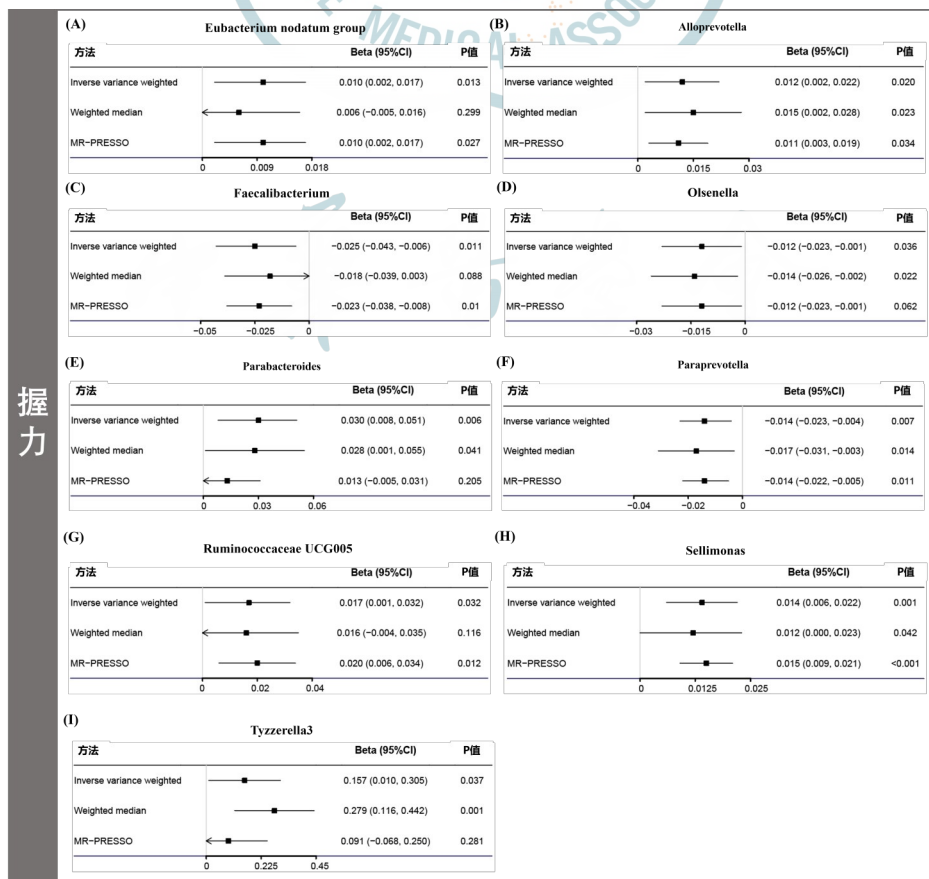 MEDICAL ASSOC
握力
(A)
Eubacterium nodatum group
方法 Beta (95%CI) P值
Inverse variance weighted 0.010 (0.002, 0.017) 0.013
Weighted median 0.006 (−0.005, 0.016) 0.299
MR−PRESSO 0.010 (0.002, 0.017) 0.027
0 0.009 0.018
(B)
Alloprevotella
方法 Beta (95%CI) P值
Inverse variance weighted 0.012 (0.002, 0.022) 0.020
Weighted median 0.015 (0.002, 0.028) 0.023
MR−PRESSO 0.011 (0.003, 0.019) 0.034
0 0.015 0.03
(C)
Faecalibacterium
方法 Beta (95%CI) P值
Inverse variance weighted −0.025 (−0.043, −0.006) 0.011
Weighted median −0.018 (−0.039, 0.003) 0.088
MR−PRESSO −0.023 (−0.038, −0.008) 0.01
−0.05 −0.025 0
(D)
Olsenella
方法 Beta (95%CI) P值
Inverse variance weighted −0.012 (−0.023, −0.001) 0.036
Weighted median −0.014 (−0.026, −0.002) 0.022
MR−PRESSO −0.012 (−0.023, −0.001) 0.062
−0.03 −0.015 0
(E)
Parabacteroides
方法 Beta (95%CI) P值
Inverse variance weighted 0.030 (0.008, 0.051) 0.006
Weighted median 0.028 (0.001, 0.055) 0.041
MR−PRESSO 0.013 (−0.005, 0.031) 0.205
0 0.03 0.06
(F)
Paraprevotella
方法 Beta (95%CI) P值
Inverse variance weighted −0.014 (−0.023, −0.004) 0.007
Weighted median −0.017 (−0.031, −0.003) 0.014
MR−PRESSO −0.014 (−0.022, −0.005) 0.011
−0.04 −0.02 0
(G)
Ruminococcaceae UCG005
方法 Beta (95%CI) P值
Inverse variance weighted 0.017 (0.001, 0.032) 0.032
Weighted median 0.016 (−0.004, 0.035) 0.116
MR−PRESSO 0.020 (0.006, 0.034) 0.012
0 0.02 0.04
(H)
Sellimonas
方法 Beta (95%CI) P值
Inverse variance weighted 0.014 (0.006, 0.022) 0.001
Weighted median 0.012 (0.000, 0.023) 0.042
MR−PRESSO 0.015 (0.009, 0.021) <0.001
0 0.0125 0.025
(I)
Tyzzerella3
方法 Beta (95%CI) P值
Inverse variance weighted 0.157 (0.010, 0.305) 0.037
Weighted median 0.279 (0.116, 0.442) 0.001
MR−PRESSO 0.091 (−0.068, 0.250) 0.281
0 0.225 0.45